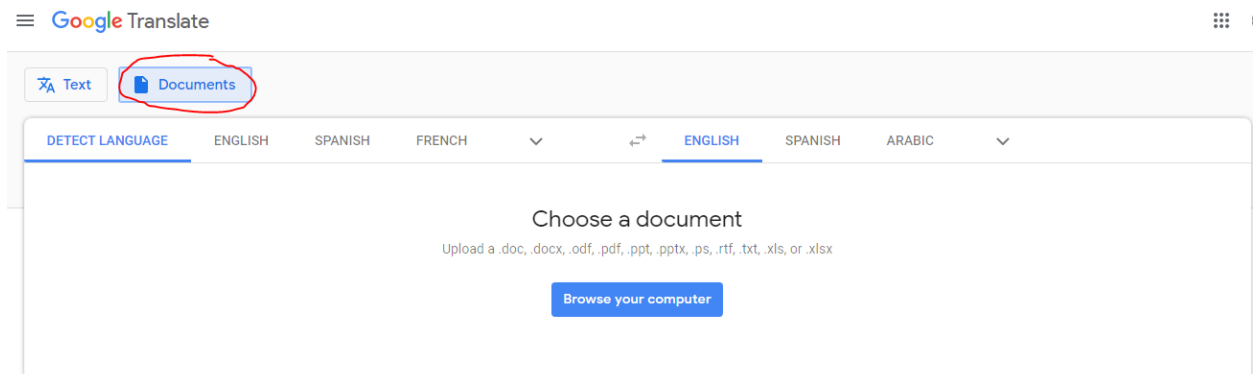 Google Translate
Text Documents
DETECT LANGUAGE ENGLISH SPANISH FRENCH ENGLISH SPANISH ARABIC
Choose a document
Upload a .doc, .docx, .odf, .pdf, .ppt, .pptx, .ps, .rtf, .txt, .xls, or .xlsx
Browse your computer